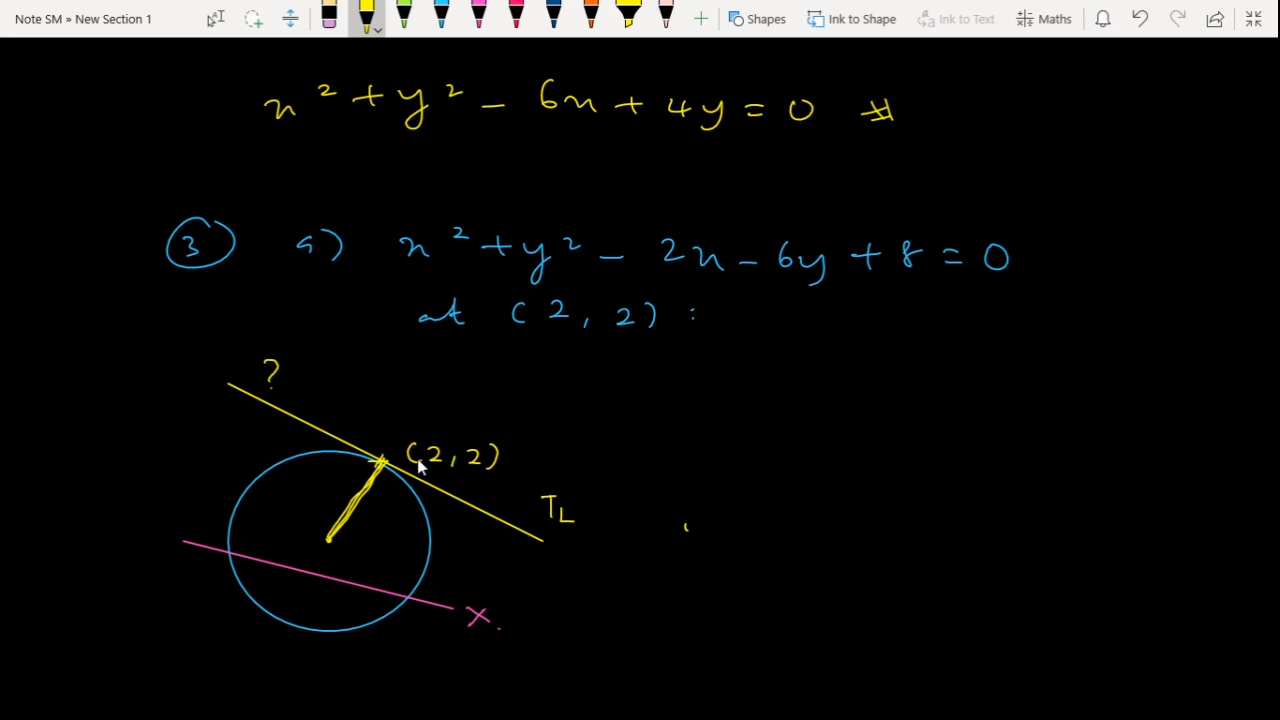 Note SM » New Section 1
Shapes
Ink to Shape
Ink to Text
Maths
x² + y² - 6x + 4y = 0 #
③ a) x² + y² - 2x - 6y + 8 = 0
at (2, 2) :
?
(2, 2)
TL
X.